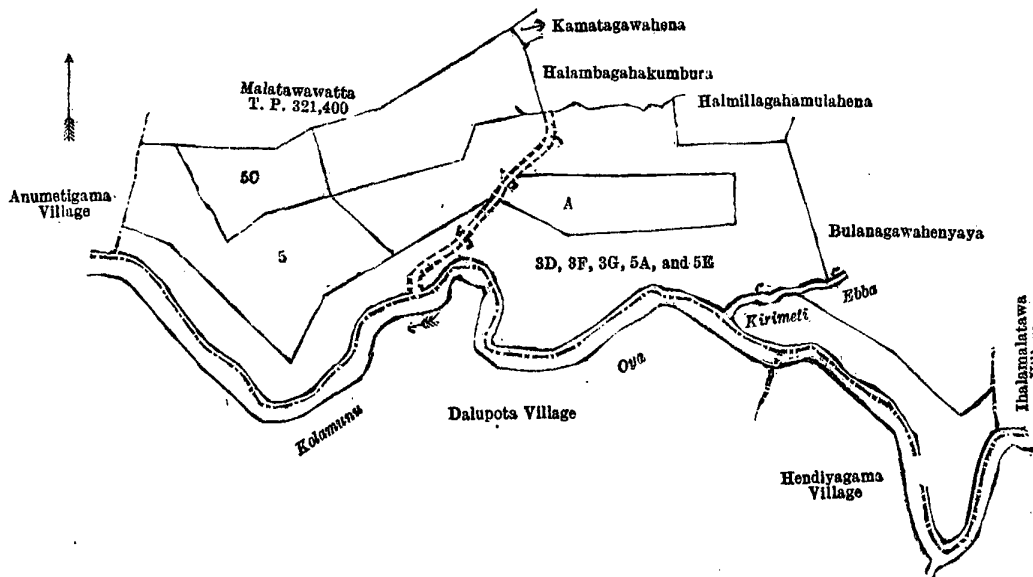 Kamatagawahena
Halambagahakumbura
Malatawawatta
T. P. 321,400
Halmillagahamulahena
50
Anumetigama
Village
A
5
Bulanagawahenyaya
3D, 3F, 3G, 5A, and 5E
Ebba
Kirimeti
Oya
Kolamunu
Dalupota Village
Ihalamalatawa
Hendiyagama
Village